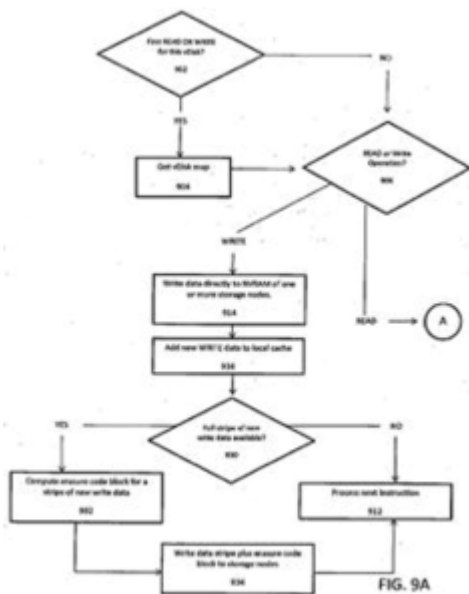 First READ OR WRITE
for this vDisk?
902
NO
YES
Get vDisk map
904
READ or Write
Operation?
906
WRITE
Write data directly to NVRAM of one
or more storage nodes.
914
READ
A
Add new WRITE data to local cache
Full stripe of new
write data available?
930
YES
NO
Compute erasure code block for a
stripe of new write data
Process next instruction
912
Write data stripe plus erasure code
block to storage nodes
934
FIG. 9A